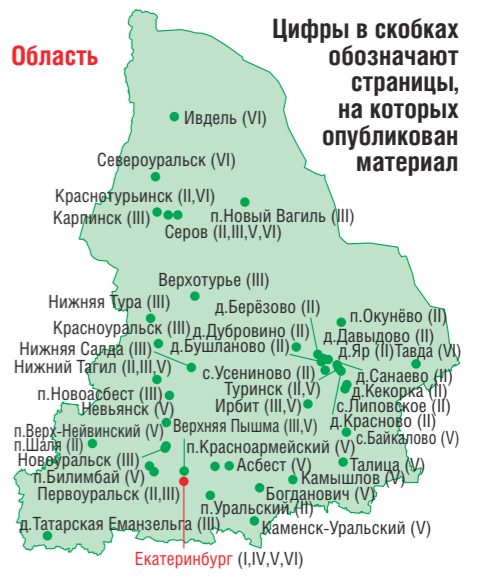 Область
Цифры в скобках
обозначают
страницы,
на которых
опубликован
материал
Ивдель (VI)
Североуральск (VI)
Краснотурьинск (II,VI)
Карпинск (III)
п.Новый Вагиль (III)
Серов (II,III,V,VI)
Верхотурье (III)
Нижняя Тура (III)
д.Берёзово (II)
п.Окунёво (II)
Красноуральск (III)
д.Дубровино (II)
д.Давыдово (II)
Нижняя Салда (III)
д.Бушланово (II)
д.Яр (II)
Тавда (VI)
Нижний Тагил (II,III,V)
с.Усениново (II)
д.Санаево (II)
Туринск (II,V)
д.Кекорка (II)
п.Новоасбест (III)
Ирбит (III,V)
с.Липовское (II)
Невьянск (V)
д.Красново (II)
п.Верх-Нейвинский (V)
Верхняя Пышма (III,V)
с.Байкалово (V)
п.Шаля (II)
п.Красноармейский (V)
Новоуральск (III)
Асбест (V)
Талица (V)
п.Билимбай (V)
Камышлов (V)
Первоуральск (II,III)
Богданович (V)
п.Уральский (II)
д.Татарская Еманзельга (III)
Каменск-Уральский (V)
Екатеринбург (I,IV,V,VI)